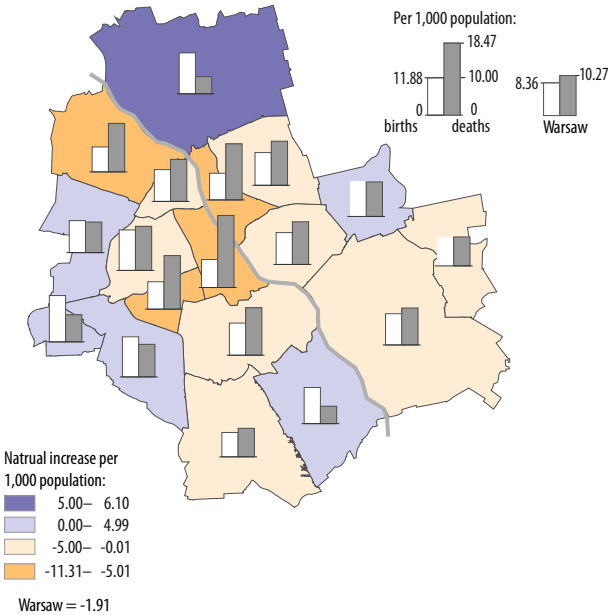 Per 1,000 population:
18.47
11.88
10.00
0
0
births
deaths
8.36
10.27
Warsaw
Natrual increase per
1,000 population:
5.00– 6.10
0.00– 4.99
-5.00– -0.01
-11.31– -5.01
Warsaw = -1.91